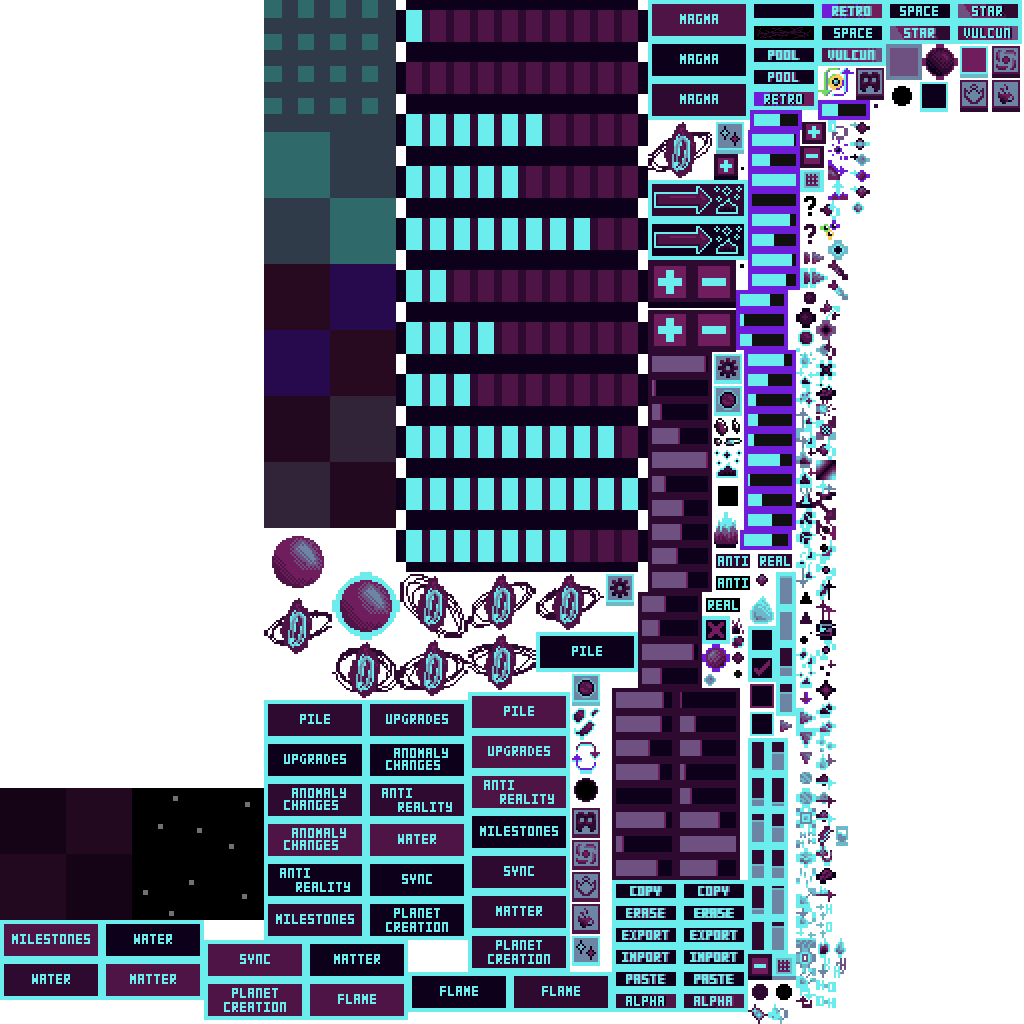 MAGMA
MAGMA
MAGMA
RETRO
SPACE
STAR
SPACE
STAR
VULCUN
POOL
VULCUN
POOL
RETRO
?
?
ANTI
REAL
ANTI
REAL
PILE
PILE
UPGRADES
PILE
UPGRADES
ANOMALY
CHANGES
UPGRADES
ANOMALY
CHANGES
ANTI
REALITY
ANTI
REALITY
ANOMALY
CHANGES
WATER
MILESTONES
ANTI
REALITY
SYNC
SYNC
MILESTONES
PLANET
CREATION
MATTER
MILESTONES
WATER
SYNC
MATTER
PLANET
CREATION
WATER
MATTER
PLANET
CREATION
FLAME
FLAME
FLAME
COPY
COPY
ERASE
ERASE
EXPORT
EXPORT
IMPORT
IMPORT
PASTE
PASTE
ALPHA
ALPHA